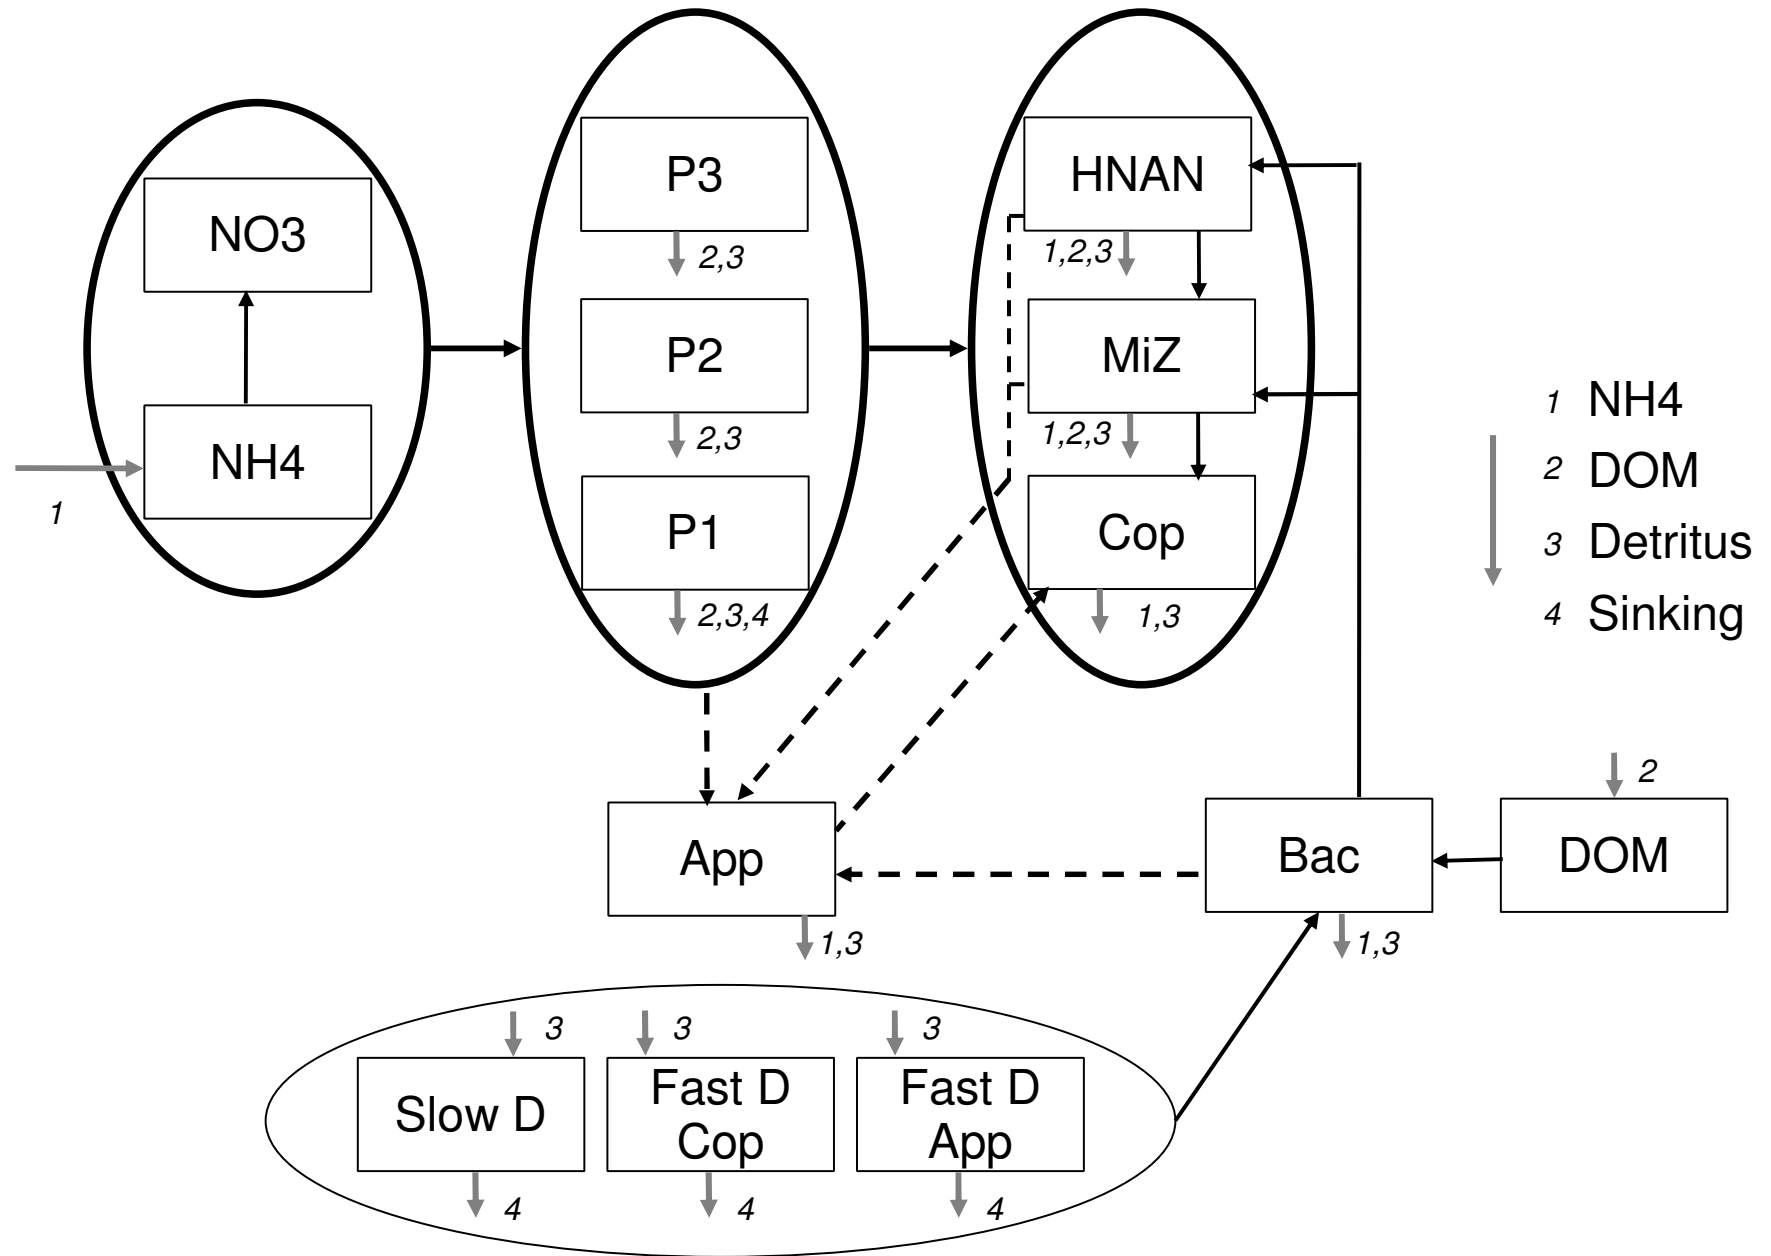 NO3
NH4
1
P3
2,3
P2
2,3
P1
2,3,4
HNAN
1,2,3
MiZ
1,2,3
Cop
1,3
1 NH4
2 DOM
3 Detritus
4 Sinking
App
1,3
Bac
1,3
2
DOM
3
Slow D
4
3
Fast D
Cop
4
3
Fast D
App
4